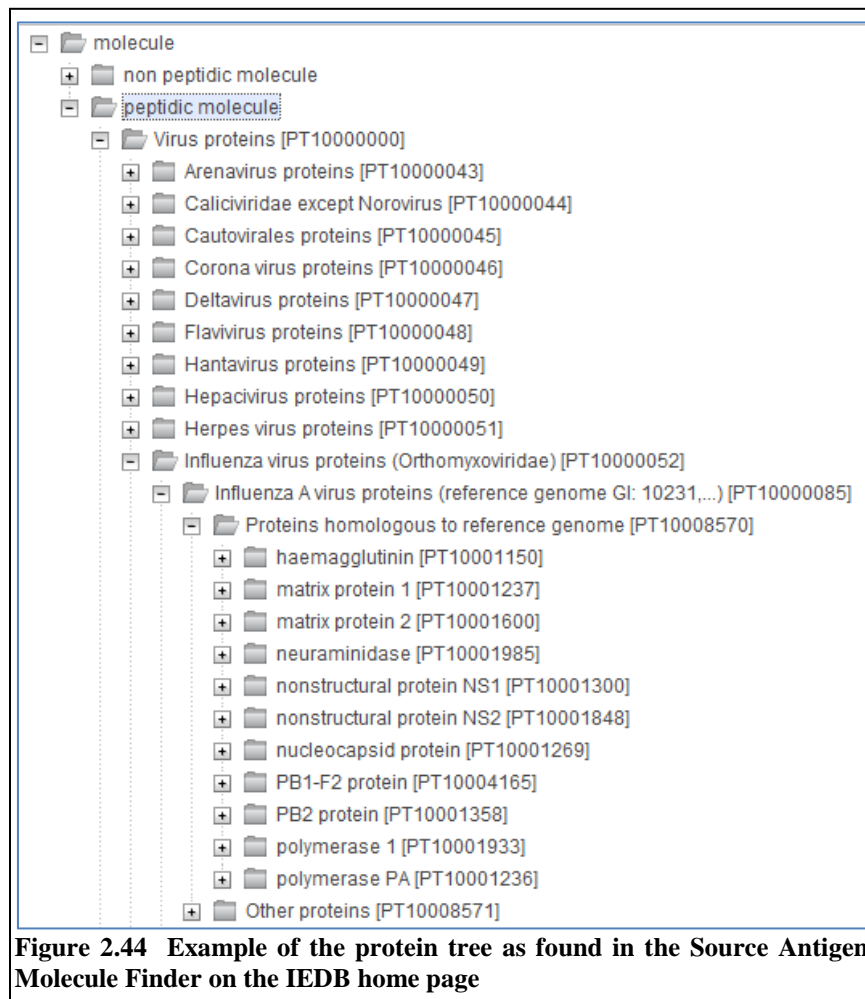 molecule
non peptidic molecule
peptidic molecule
Virus proteins [PT10000000]
Arenavirus proteins [PT10000043]
Caliciviridae except Norovirus [PT10000044]
Cautovirales proteins [PT10000045]
Corona virus proteins [PT10000046]
Deltavirus proteins [PT10000047]
Flavivirus proteins [PT10000048]
Hantavirus proteins [PT10000049]
Hepacivirus proteins [PT10000050]
Herpes virus proteins [PT10000051]
Influenza virus proteins (Orthomyxoviridae) [PT10000052]
Influenza A virus proteins (reference genome GI: 10231,...) [PT10000085]
Proteins homologous to reference genome [PT10008570]
haemagglutinin [PT10001150]
matrix protein 1 [PT10001237]
matrix protein 2 [PT10001600]
neuraminidase [PT10001985]
nonstructural protein NS1 [PT10001300]
nonstructural protein NS2 [PT10001848]
nucleocapsid protein [PT10001269]
PB1-F2 protein [PT10004165]
PB2 protein [PT10001358]
polymerase 1 [PT10001933]
polymerase PA [PT10001236]
Other proteins [PT10008571]
Figure 2.44 Example of the protein tree as found in the Source Antigen
Molecule Finder on the IEDB home page